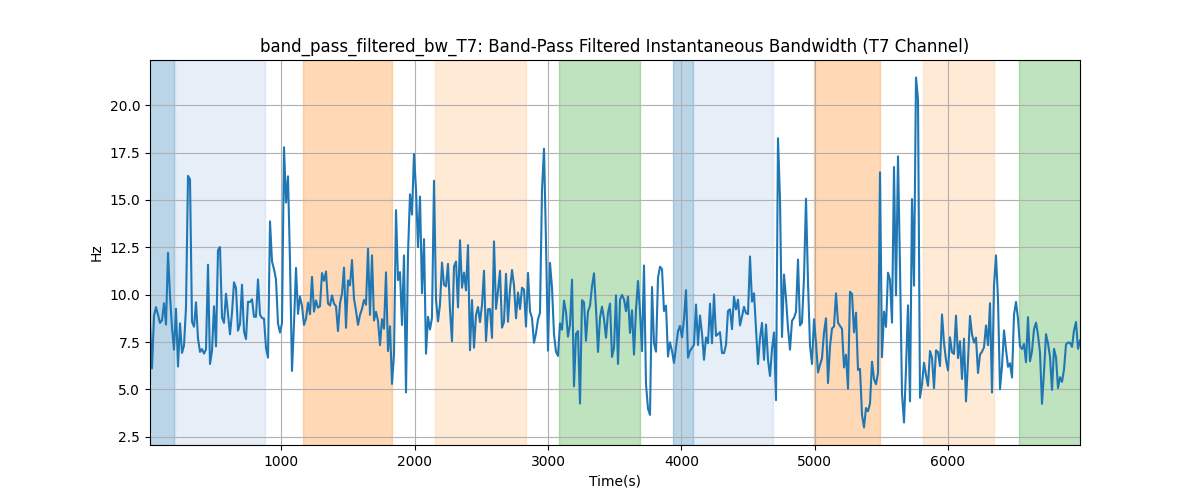 band_pass_filtered_bw_T7: Band-Pass Filtered Instantaneous Bandwidth (T7 Channel)
20.0
17.5
15.0
12.5
10.0
7.5
5.0
2.5
Hz
1000 2000 3000 4000 5000 6000
Time(s)